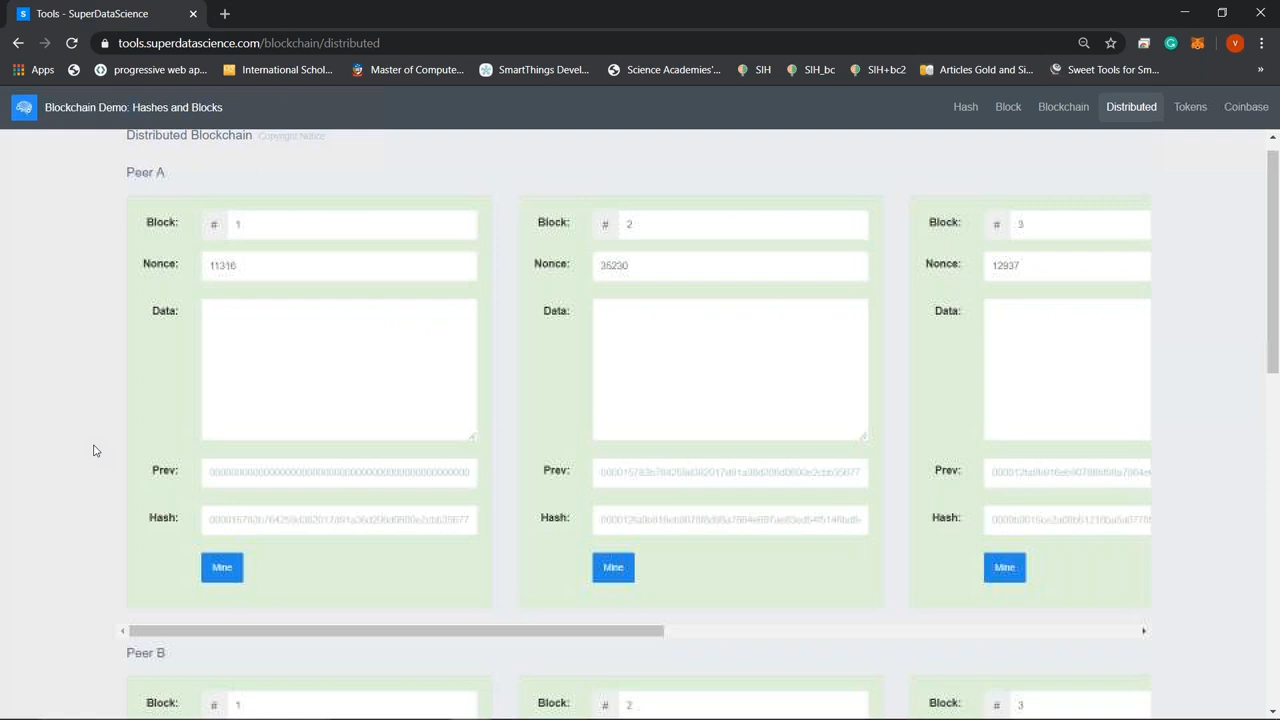 Tools - SuperDataScience
tools.superdatascience.com/blockchain/distributed
Apps progressive web ap... International Schol... Master of Compute... SmartThings Devel... Science Academies'... SIH SIH_bc SIH+bc2 Articles Gold and Si... Sweet Tools for Sm... »
Blockchain Demo: Hashes and Blocks Hash Block Blockchain Distributed Tokens Coinbase
Distributed Blockchain Copyright Notice
Peer A
Block: # 1 Block: # 2 Block: # 3
Nonce: 11316 Nonce: 35230 Nonce: 12937
Data: Data: Data:
Prev: Prev: Prev:
Hash: Hash: Hash:
Mine Mine Mine
Peer B
Block: # 1 Block: # 2 Block: # 3